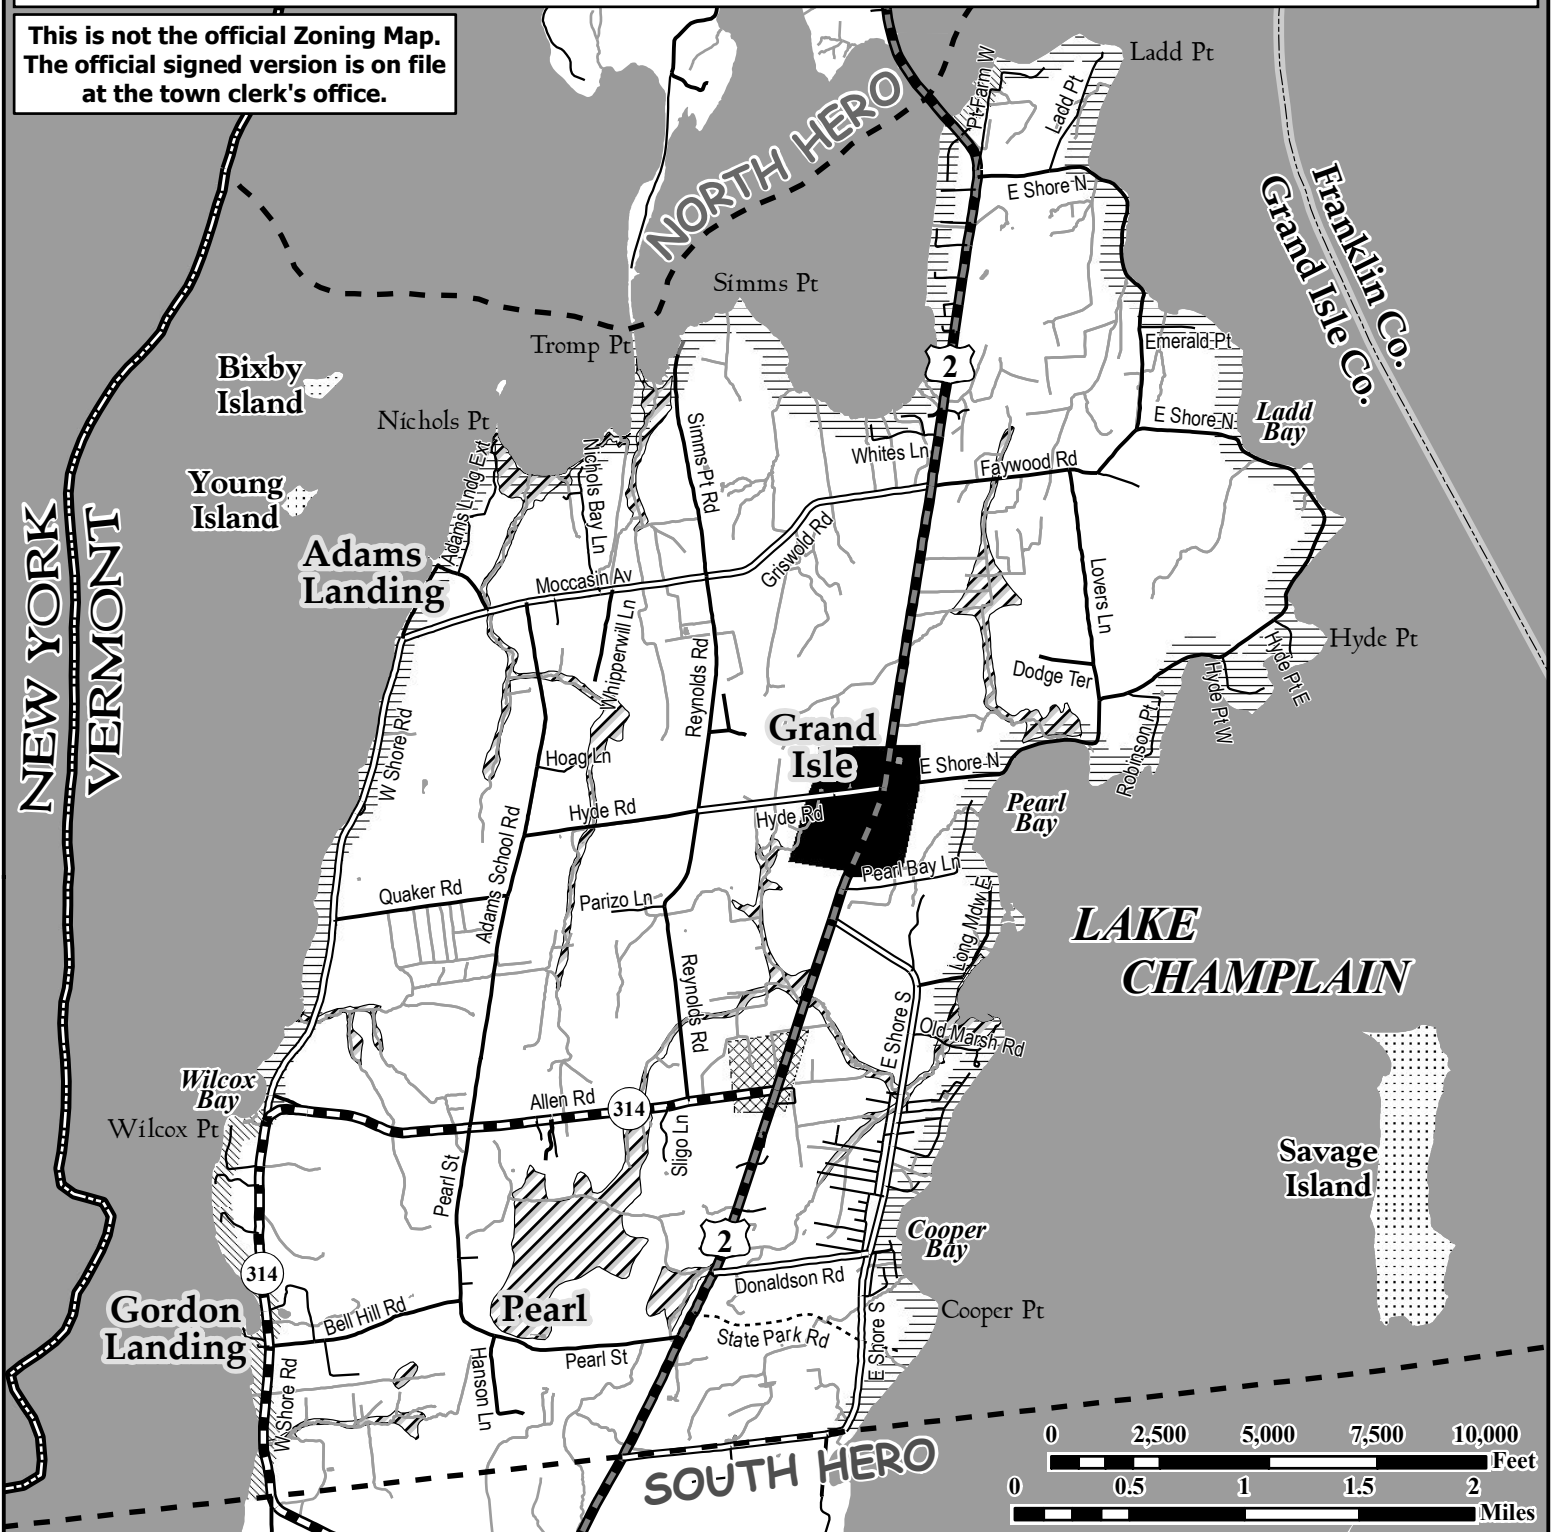 This is not the official Zoning Map.
The official signed version is on file
at the town clerk's office.
Ladd Pt
Pt Farm W
Ladd Pt
NORTH HERO
E Shore N
Franklin Co.
Grand Isle Co.
Simms Pt
Tromp Pt
Emerald Pt
2
Bixby
Island
Nichols Pt
E Shore N
Ladd
Bay
Simms Pt Rd
Whites Ln
Faywood Rd
Adams Lndg Ext
Nichols Bay Ln
Young
Island
NEW YORK
VERMONT
Griswold Rd
Adams
Landing
Moccasin Av
Lovers Ln
Whipperwill Ln
Reynolds Rd
Hyde Pt
Hyde Pt E
Hyde Pt W
Dodge Ter
Robinson Pt
W Shore Rd
Grand
Isle
Hoag Ln
E Shore N
Pearl
Bay
Hyde Rd
Hyde Rd
Adams School Rd
Pearl Bay Ln
Quaker Rd
Parizo Ln
Long Mdw E
LAKE
CHAMPLAIN
Reynolds Rd
E Shore S
Old Marsh Rd
Wilcox
Bay
Allen Rd
314
Wilcox Pt
Sligo Ln
Pearl St
Savage
Island
2
Cooper
Bay
314
Donaldson Rd
Gordon
Landing
Bell Hill Rd
Pearl
Cooper Pt
State Park Rd
E Shore S
Pearl St
Hanson Ln
W Shore Rd
SOUTH HERO
0 2,500 5,000 7,500 10,000
Feet
0 0.5 1 1.5 2
Miles